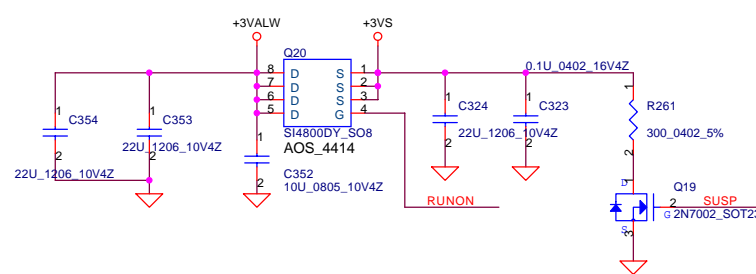 +3VALW
+3VS
Q20
0.1U_0402_16V4Z
8 D S 1
7 D S 2
6 D S 3
5 D G 4
1
C354
2
22U_1206_10V4Z
1
C353
2
22U_1206_10V4Z
SI4800DY_SO8
AOS_4414
1
C352
2
10U_0805_10V4Z
1
C324
2
22U_1206_10V4Z
1
C323
2
1
R261
300_0402_5%
2
RUNON
1
D
Q19
2
G
2N7002_SOT23
SUSP
S
3